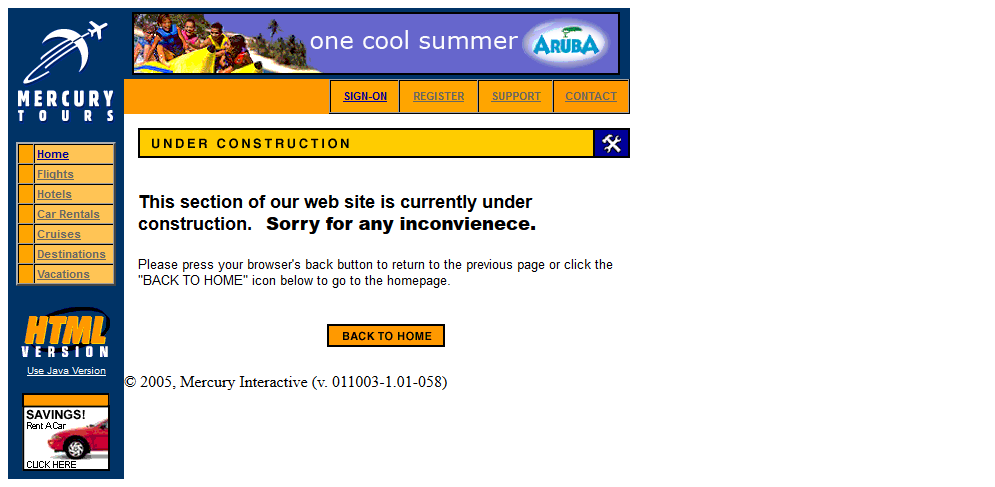 one cool summer ARUBA
MERCURY
TOURS
SIGN-ON REGISTER SUPPORT CONTACT
UNDER CONSTRUCTION
Home
Flights
Hotels
Car Rentals
Cruises
Destinations
Vacations
This section of our web site is currently under
construction. Sorry for any inconvienece.
Please press your browser's back button to return to the previous page or click the
"BACK TO HOME" icon below to go to the homepage.
BACK TO HOME
HTML
VERSION
Use Java Version
© 2005, Mercury Interactive (v. 011003-1.01-058)
SAVINGS!
Rent A Car
CLICK HERE